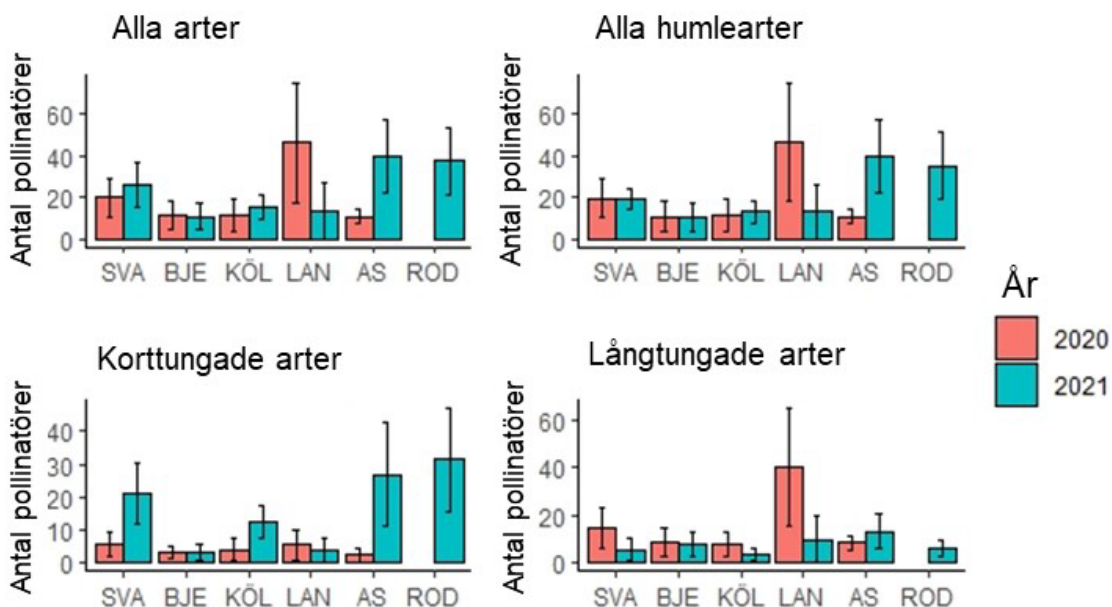 Alla arter
Antal pollinatörer
60
40
20
0
SVA BJE KÖL LAN AS ROD
Alla humlearter
Antal pollinatörer
60
40
20
0
SVA BJE KÖL LAN AS ROD
Korttungade arter
Antal pollinatörer
40
30
20
10
0
SVA BJE KÖL LAN AS ROD
Långtungade arter
Antal pollinatörer
60
40
20
0
SVA BJE KÖL LAN AS ROD
År
2020
2021